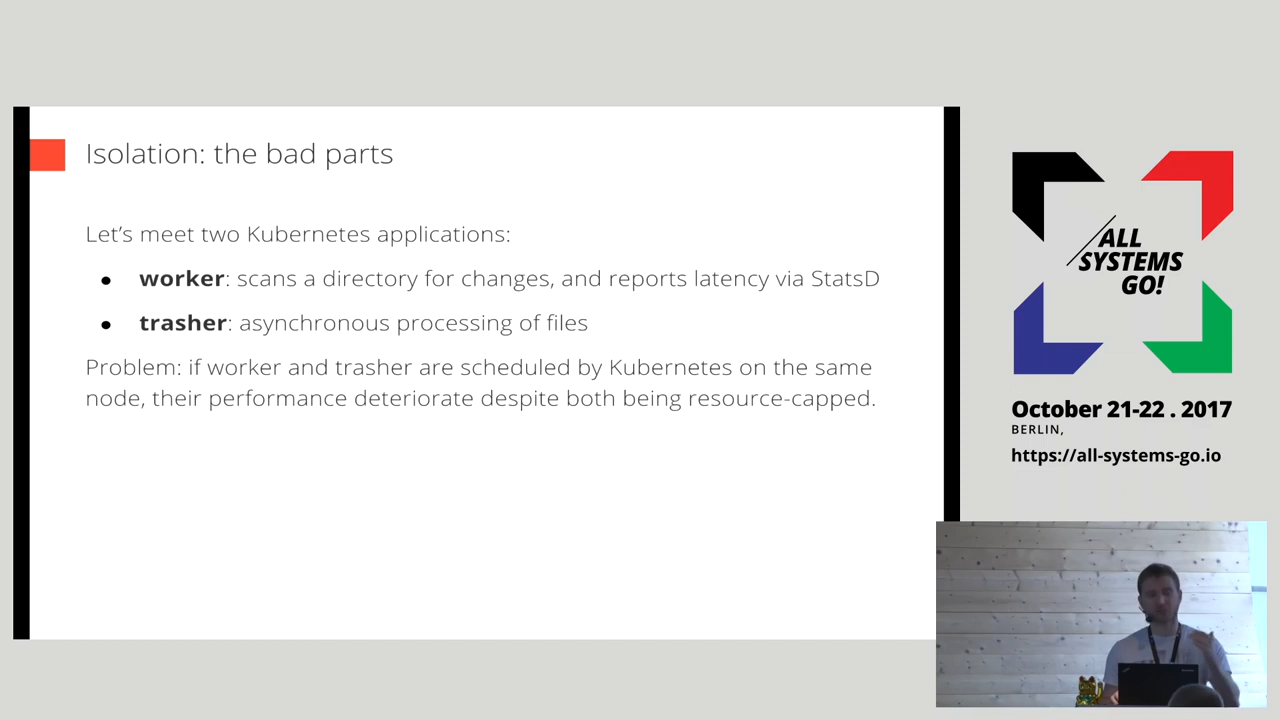 Isolation: the bad parts
Let's meet two Kubernetes applications:
● worker: scans a directory for changes, and reports latency via StatsD
● trasher: asynchronous processing of files
Problem: if worker and trasher are scheduled by Kubernetes on the same
node, their performance deteriorate despite both being resource-capped.
ALL
SYSTEMS
GO!
October 21-22 . 2017
BERLIN,
https://all-systems-go.io